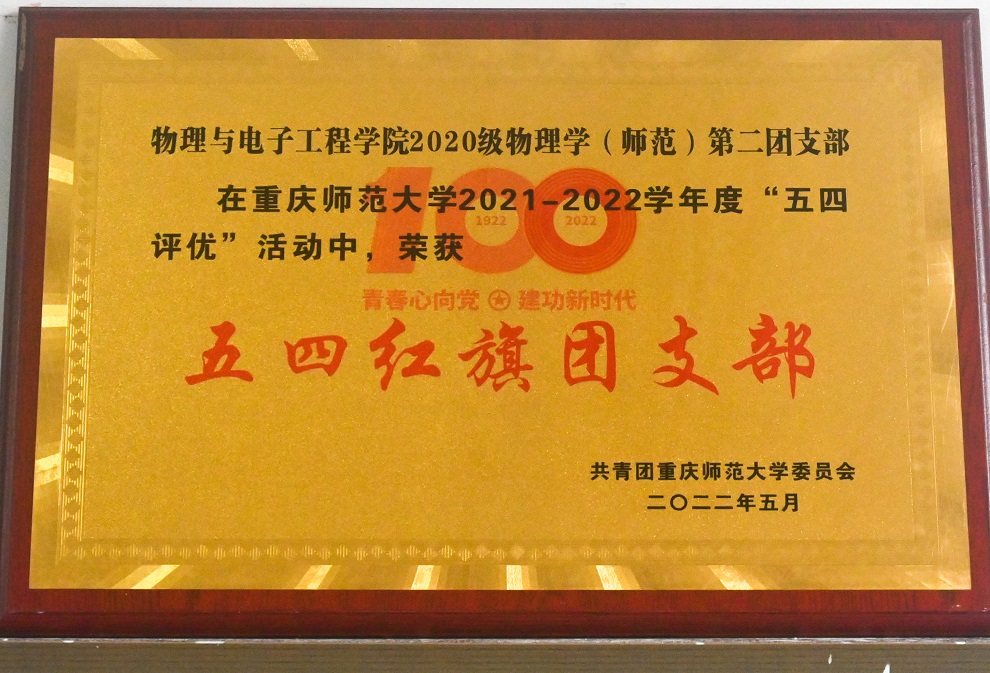 物理与电子工程学院2020级物理学（师范）第二团支部
在重庆师范大学2021-2022学年度“五四
评优”活动中，荣获
100
1922 2022
青春心向党 建功新时代
五四红旗团支部
共青团重庆师范大学委员会
二〇二二年五月